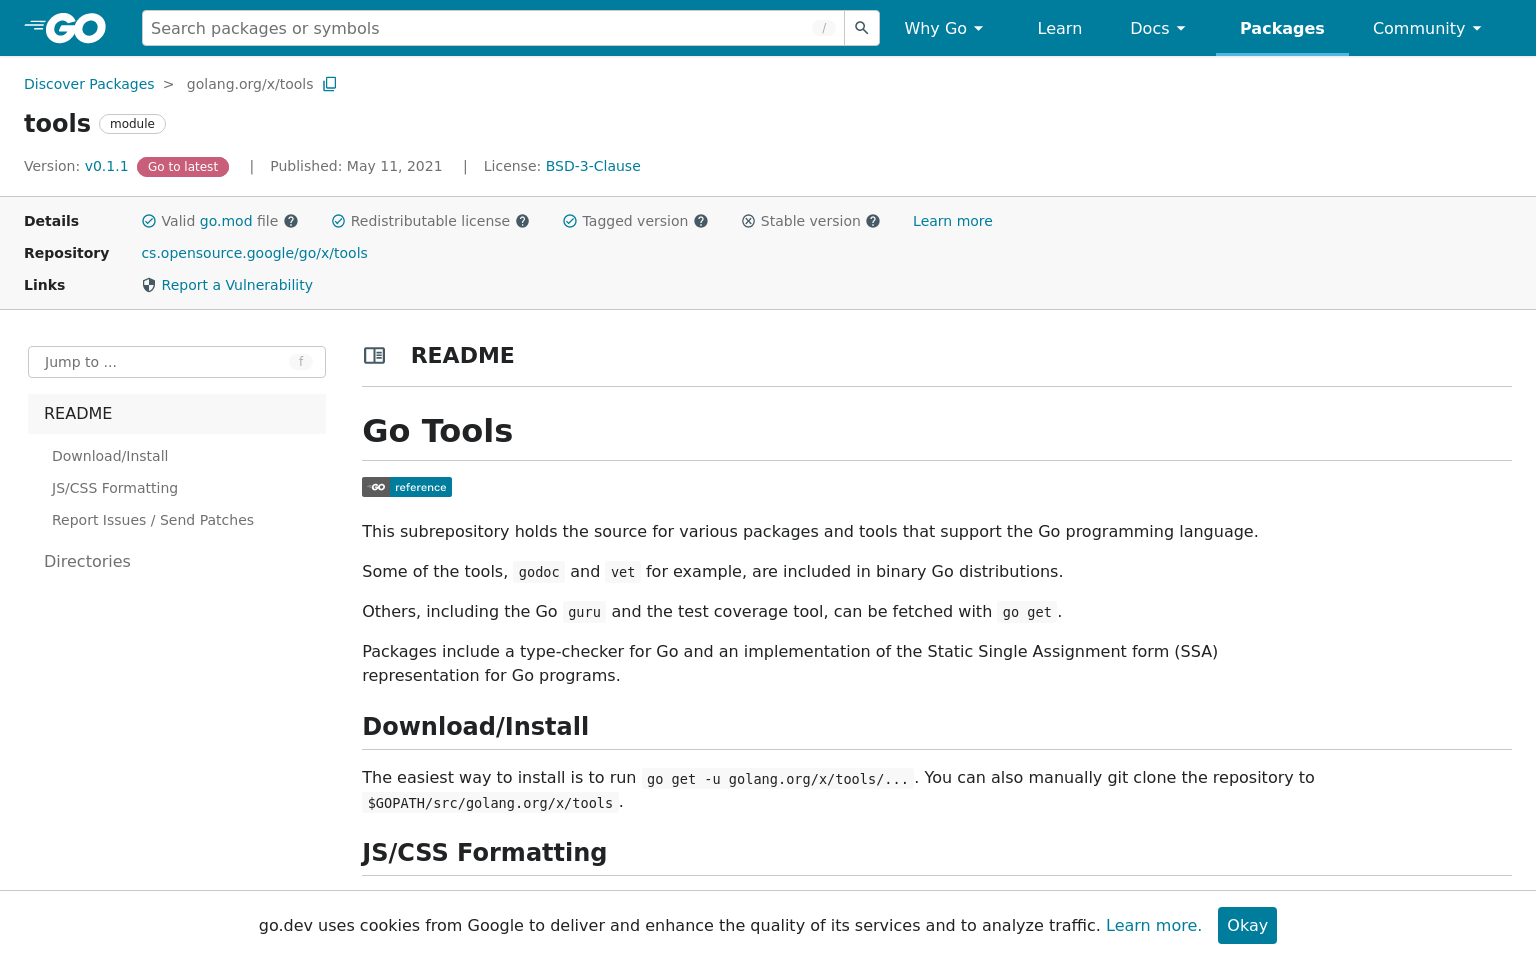 GO
Search packages or symbols
/
Why Go
Learn
Docs
Packages
Community
Discover Packages > golang.org/x/tools
tools module
Version: v0.1.1 Go to latest | Published: May 11, 2021 | License: BSD-3-Clause
Details Valid go.mod file Redistributable license Tagged version Stable version Learn more
Repository cs.opensource.google/go/x/tools
Links Report a Vulnerability
Jump to ... f
README
Download/Install
JS/CSS Formatting
Report Issues / Send Patches
Directories
README
Go Tools
GO reference
This subrepository holds the source for various packages and tools that support the Go programming language.
Some of the tools, godoc and vet for example, are included in binary Go distributions.
Others, including the Go guru and the test coverage tool, can be fetched with go get.
Packages include a type-checker for Go and an implementation of the Static Single Assignment form (SSA)
representation for Go programs.
Download/Install
The easiest way to install is to run go get -u golang.org/x/tools/.... You can also manually git clone the repository to
$GOPATH/src/golang.org/x/tools.
JS/CSS Formatting
go.dev uses cookies from Google to deliver and enhance the quality of its services and to analyze traffic. Learn more. Okay